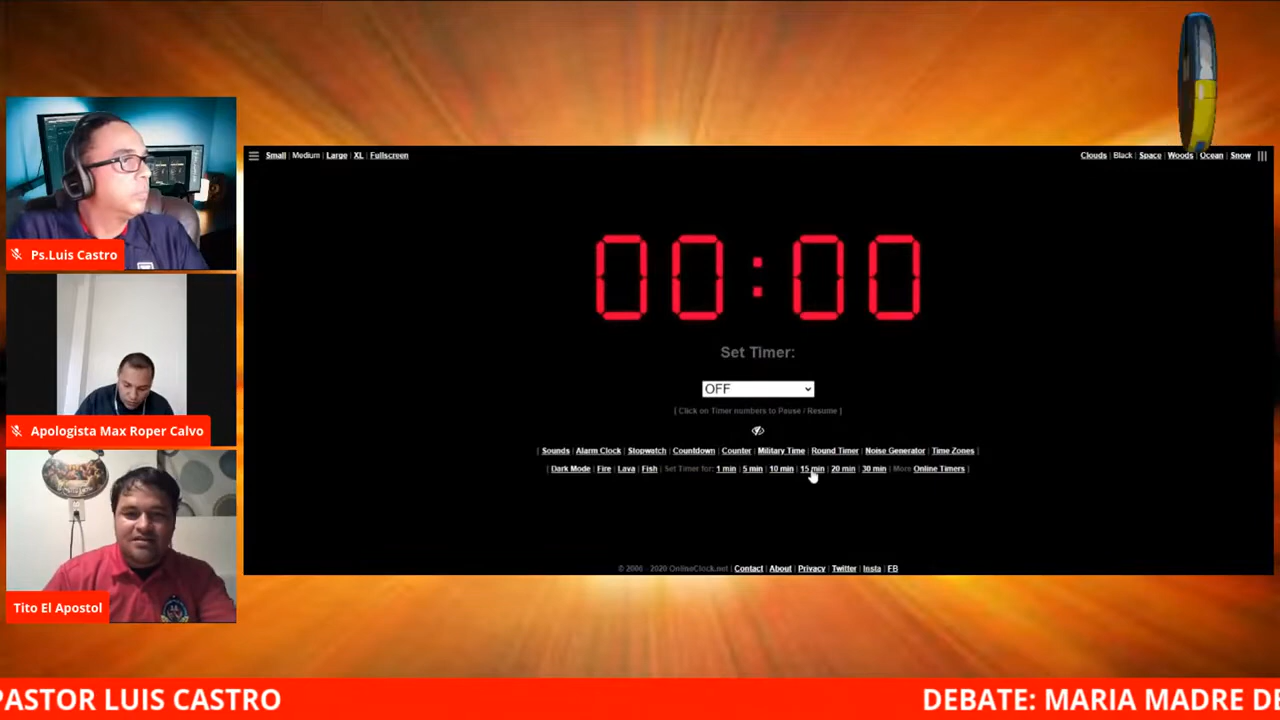 Small | Medium | Large | XL | Fullscreen
Clouds | Black | Space | Woods | Ocean | Snow
00:00
Set Timer:
OFF
[ Click on Timer numbers to Pause / Resume ]
| Sounds | Alarm Clock | Stopwatch | Countdown | Counter | Military Time | Round Timer | Noise Generator | Time Zones |
| Dark Mode | Fire | Lava | Fish | Set Timer for: 1 min | 5 min | 10 min | 15 min | 20 min | 30 min | More Online Timers |
© 2006 - 2020 OnlineClock.net Contact | About | Privacy | Twitter | Insta | FB
Ps.Luis Castro
Apologista Max Roper Calvo
Tito El Apostol
PASTOR LUIS CASTRO
DEBATE: MARIA MADRE DE